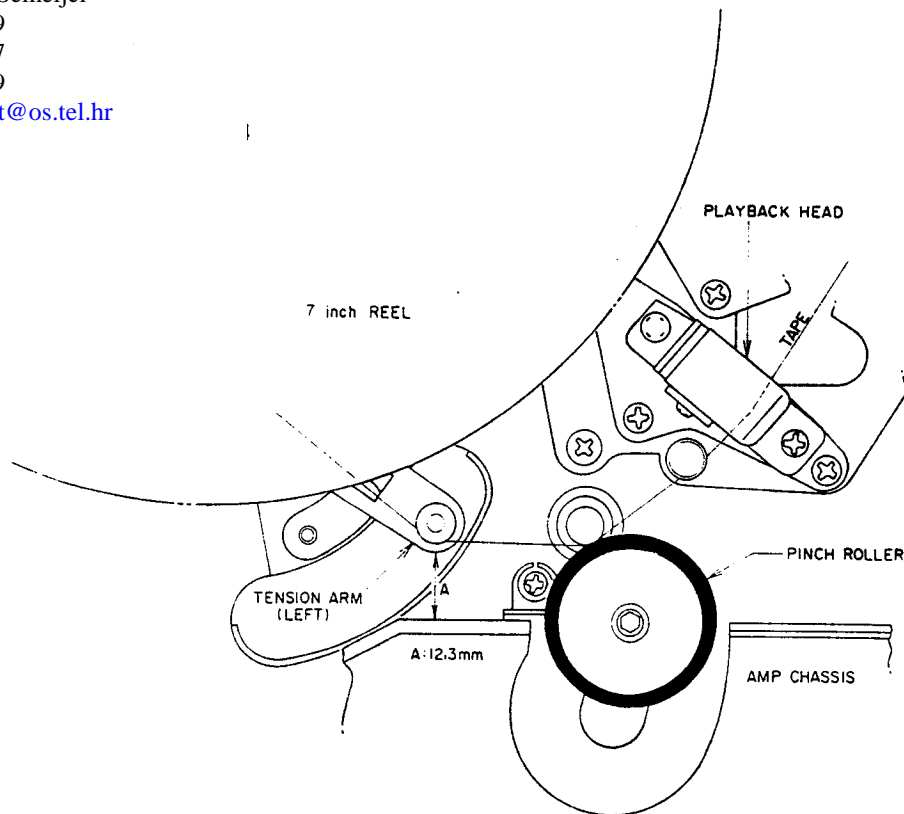 9
7
9
t@os.tel.hr
PLAYBACK HEAD
7 inch REEL
TAPE
PINCH ROLLER
TENSION ARM
(LEFT)
A
A:12.3mm
AMP CHASSIS